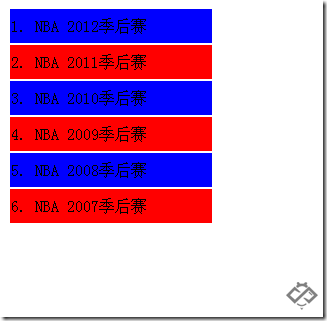 1. NBA 2012季后赛
2. NBA 2011季后赛
3. NBA 2010季后赛
4. NBA 2009季后赛
5. NBA 2008季后赛
6. NBA 2007季后赛